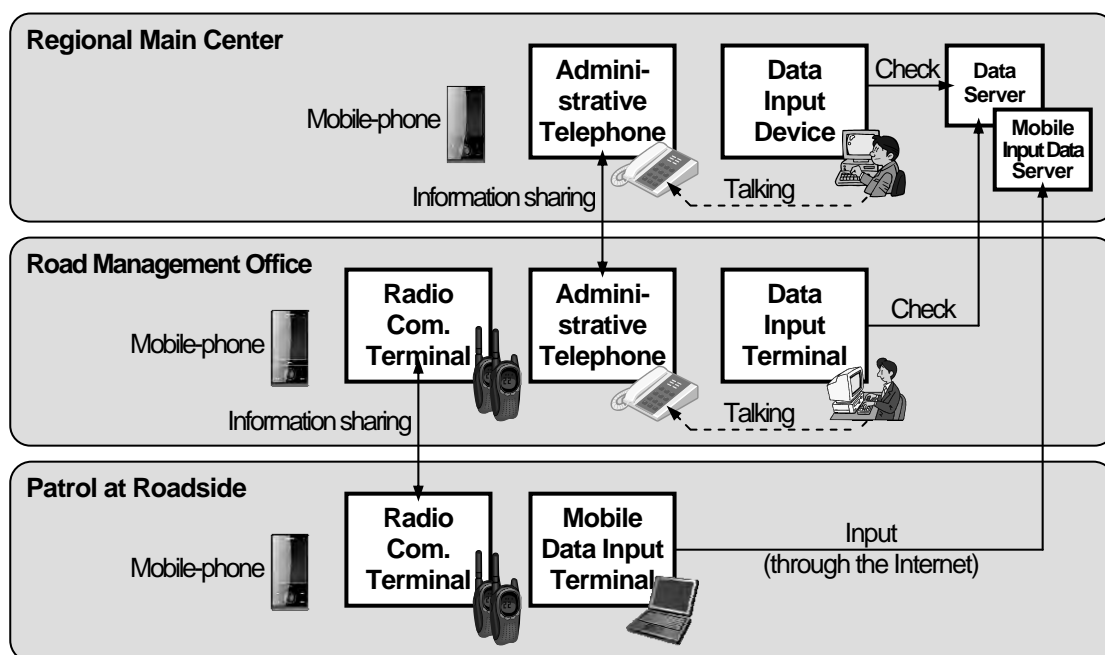 Regional Main Center
Mobile-phone
Admini-
strative
Telephone
Data
Input
Device
Check
Data
Server
Mobile
Input Data
Server
Information sharing
Talking
Road Management Office
Mobile-phone
Radio
Com.
Terminal
Admini-
strative
Telephone
Data
Input
Terminal
Check
Information sharing
Talking
Patrol at Roadside
Mobile-phone
Radio
Com.
Terminal
Mobile
Data Input
Terminal
Input
(through the Internet)